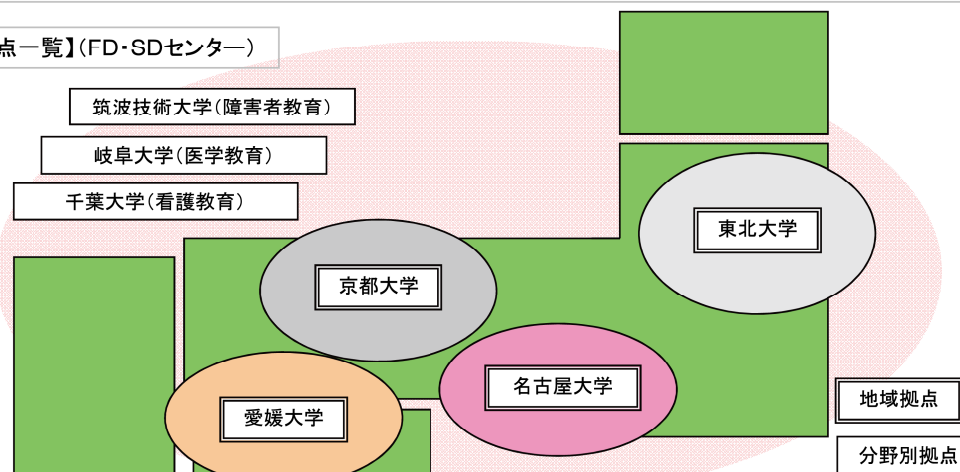 点一覧】(FD・SDセンター)
筑波技術大学(障害者教育)
岐阜大学(医学教育)
千葉大学(看護教育)
東北大学
京都大学
名古屋大学
愛媛大学
地域拠点
分野別拠点